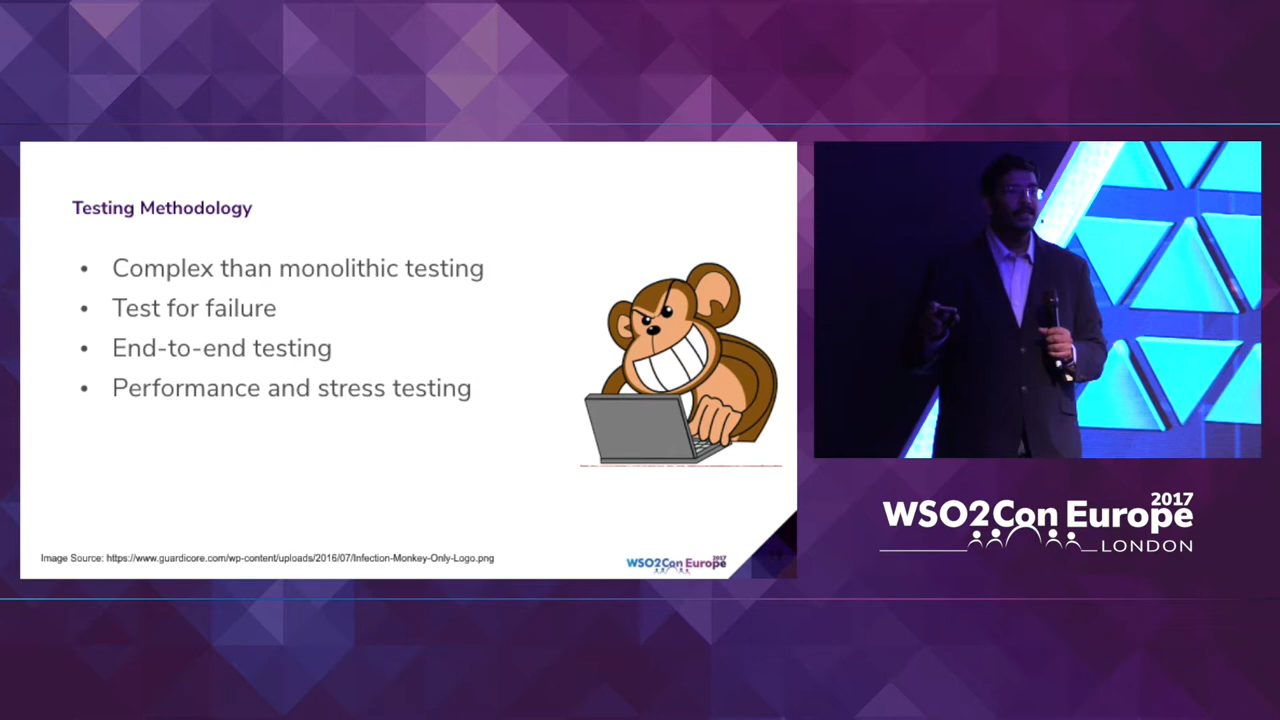 Testing Methodology
• Complex than monolithic testing
• Test for failure
• End-to-end testing
• Performance and stress testing
Image Source: https://www.guardicore.com/wp-content/uploads/2016/07/Infection-Monkey-Only-Logo.png
WSO2Con Europe 2017
2017
WSO2Con Europe
LONDON